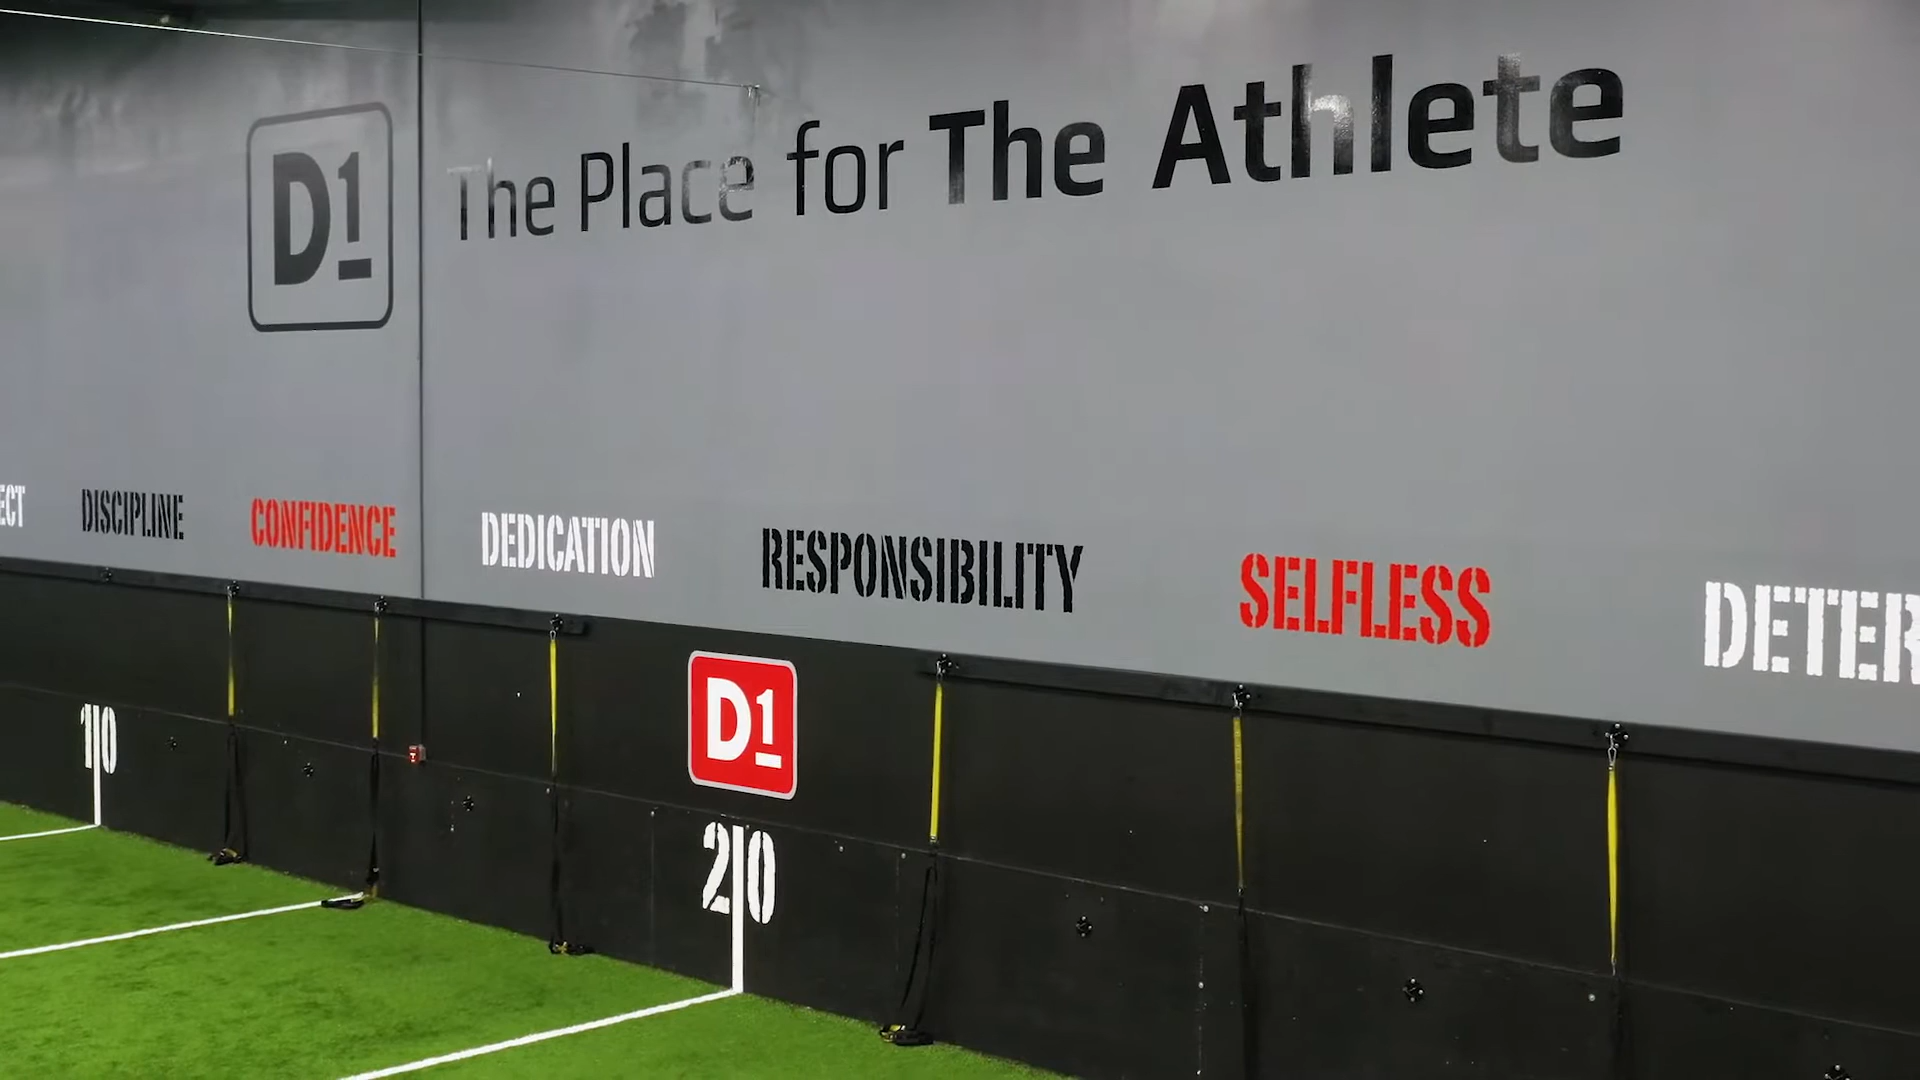 D1 The Place for The Athlete
DISCIPLINE CONFIDENCE DEDICATION RESPONSIBILITY SELFLESS
D1
10
20